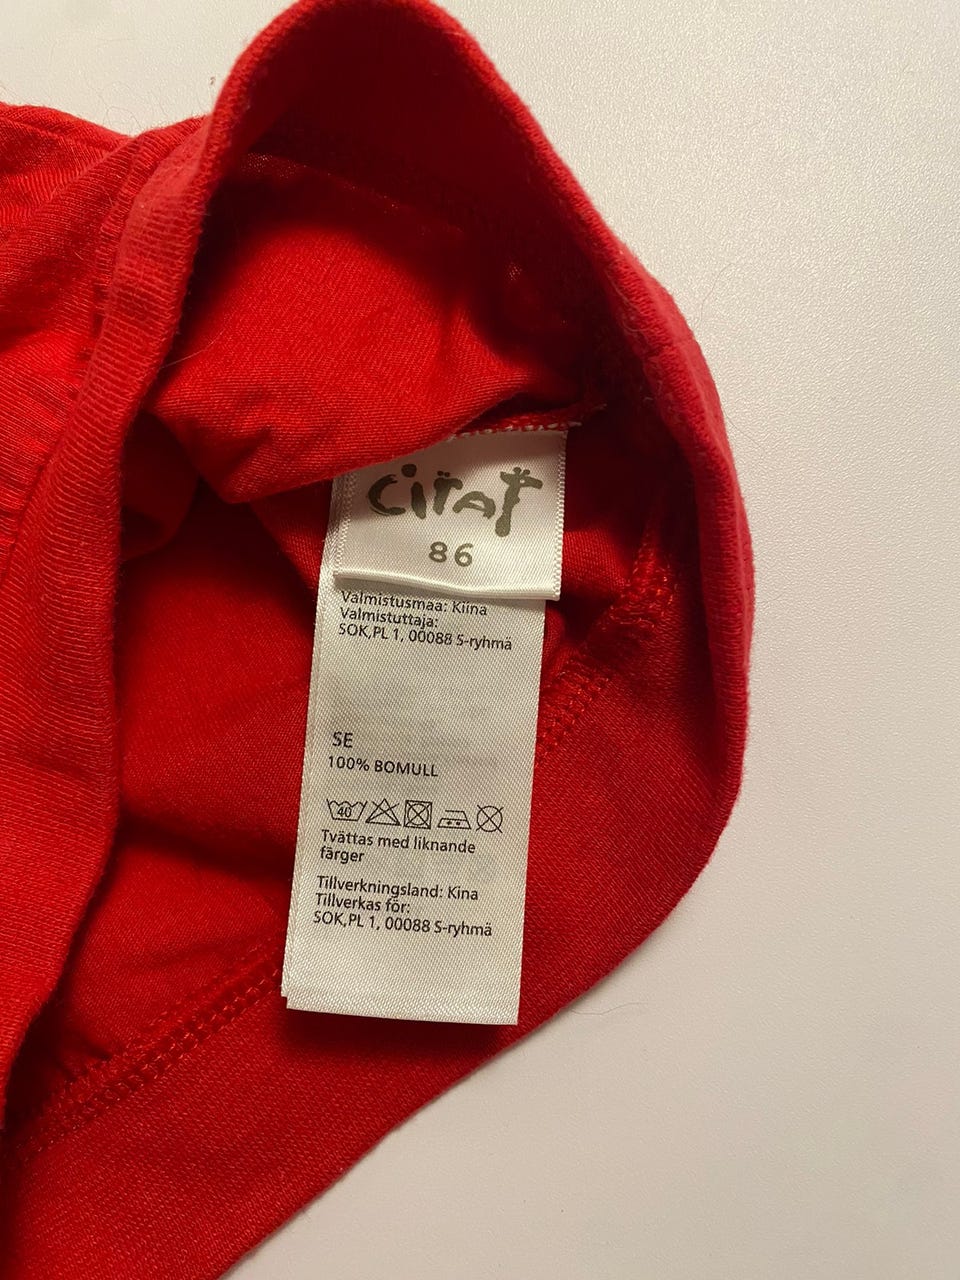 CiTAT
86
Valmistusmaa: Kiina
Valmistuttaja:
SOK,PL 1, 00088 S-ryhmä
SE
100% BOMULL
40
Tvättas med liknande
färger
Tillverkningsland: Kina
Tillverkas för:
SOK,PL 1, 00088 S-ryhmä